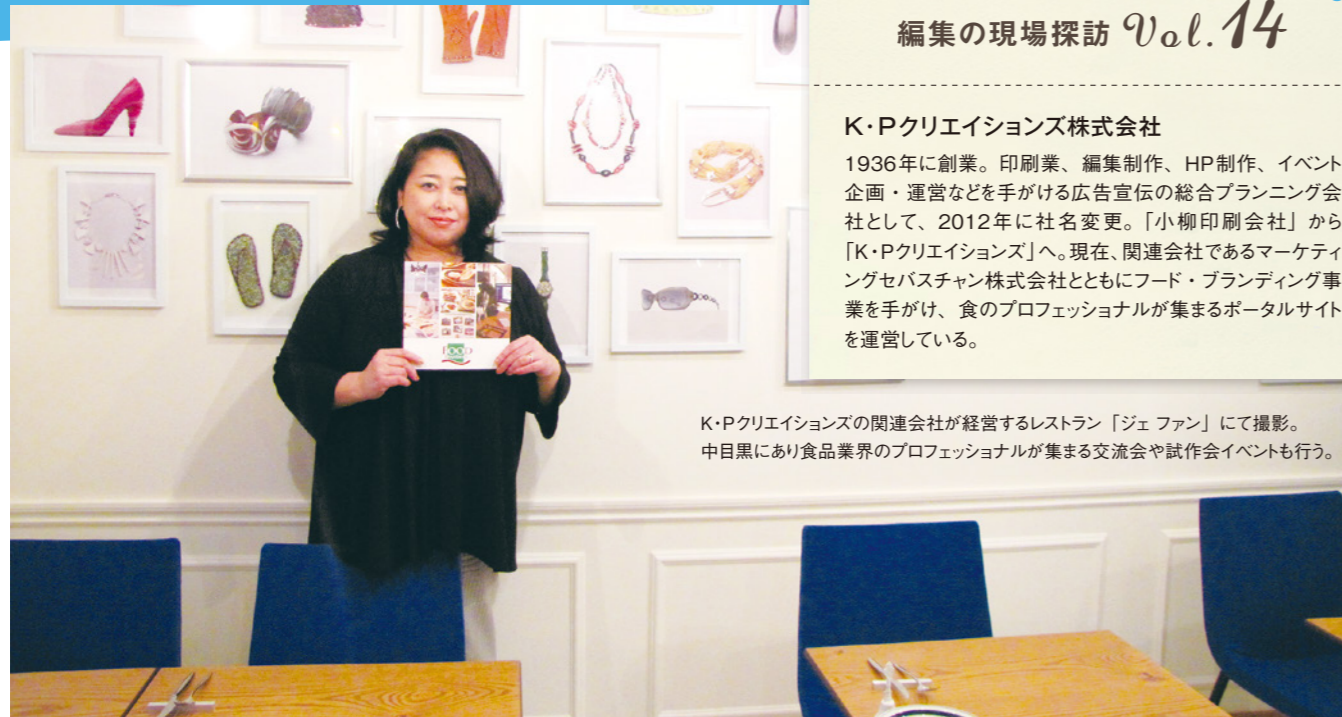 編集の現場探訪 Vol.14
K・Pクリエイションズ株式会社
1936年に創業。印刷業、編集制作、HP制作、イベント
企画・運営などを手がける広告宣伝の総合プランニング会
社として、2012年に社名変更。「小柳印刷会社」から
「K・Pクリエイションズ」へ。現在、関連会社であるマーケティ
ングセバスチャン株式会社とともにフード・ブランディング事
業を手がけ、食のプロフェッショナルが集まるポータルサイト
を運営している。
K・Pクリエイションズの関連会社が経営するレストラン「ジェ ファン」にて撮影。
中目黒にあり食品業界のプロフェッショナルが集まる交流会や試作会イベントも行う。
FOOD